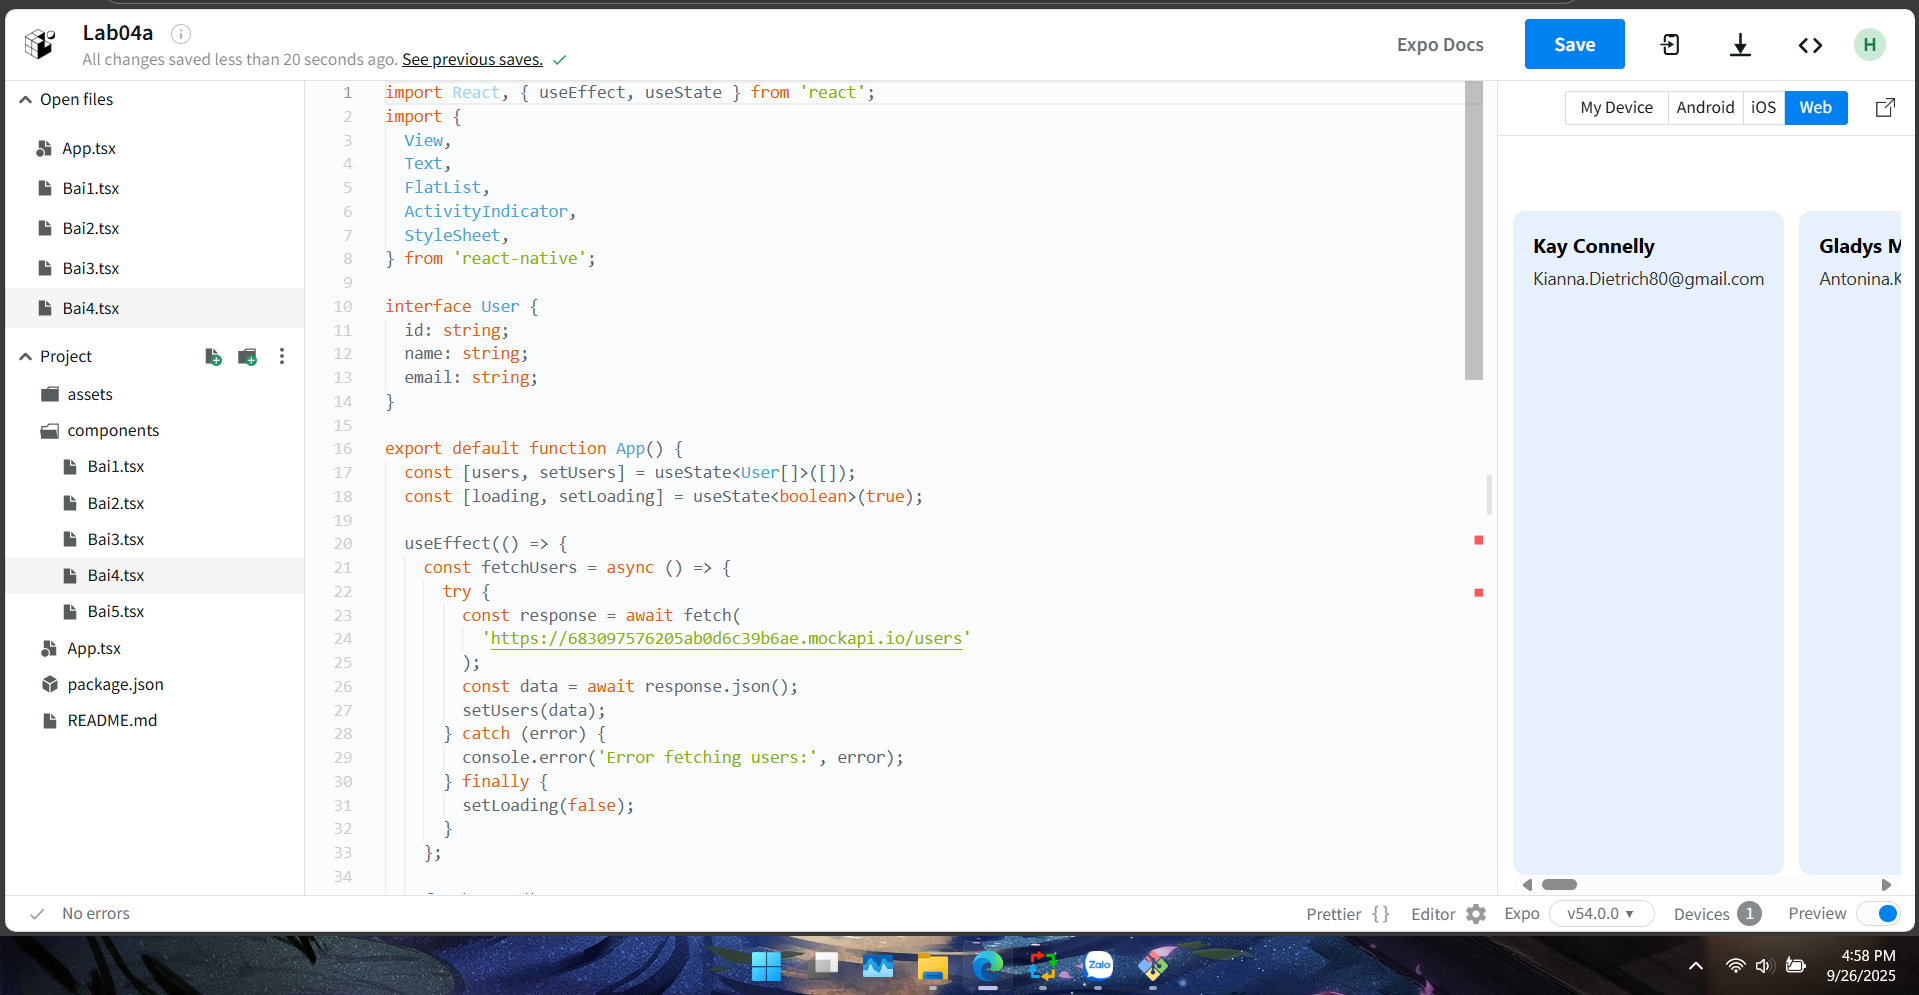 Lab04a
All changes saved less than 20 seconds ago. See previous saves.
Expo Docs
Save
H
Open files
App.tsx
Bai1.tsx
Bai2.tsx
Bai3.tsx
Bai4.tsx
Project
assets
components
Bai1.tsx
Bai2.tsx
Bai3.tsx
Bai4.tsx
Bai5.tsx
App.tsx
package.json
README.md
1 import React, { useEffect, useState } from 'react';
2 import {
3 View,
4 Text,
5 FlatList,
6 ActivityIndicator,
7 StyleSheet,
8 } from 'react-native';
9
10 interface User {
11 id: string;
12 name: string;
13 email: string;
14 }
15
16 export default function App() {
17 const [users, setUsers] = useState<User[]>([]);
18 const [loading, setLoading] = useState<boolean>(true);
19
20 useEffect(() => {
21 const fetchUsers = async () => {
22 try {
23 const response = await fetch(
24 'https://683097576205ab0d6c39b6ae.mockapi.io/users'
25 );
26 const data = await response.json();
27 setUsers(data);
28 } catch (error) {
29 console.error('Error fetching users:', error);
30 } finally {
31 setLoading(false);
32 }
33 };
34
My Device
Android
iOS
Web
Kay Connelly
Kianna.Dietrich80@gmail.com
Gladys M
Antonina.K
No errors
Prettier { }
Editor
Expo
v54.0.0
Devices 1
Preview
Zalo
4:58 PM
9/26/2025